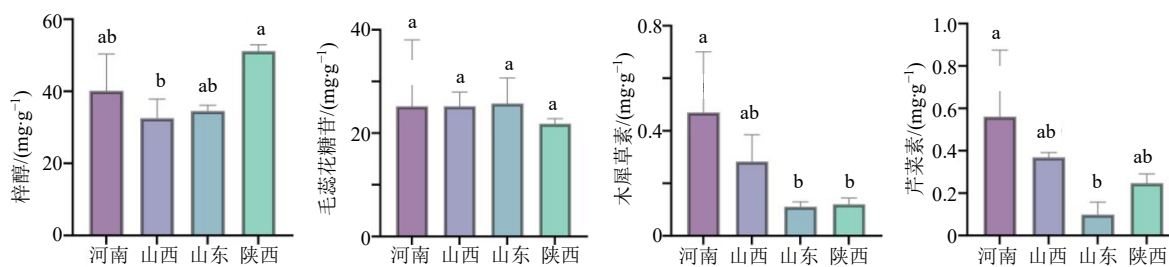 梓醇/(mg·g⁻¹)
60
40
20
0
ab
b
ab
a
河南 山西 山东 陕西
毛蕊花糖苷/(mg·g⁻¹)
40
20
0
a
a
a
a
河南 山西 山东 陕西
木犀草素/(mg·g⁻¹)
0.8
0.4
0
a
ab
b
b
河南 山西 山东 陕西
芹菜素/(mg·g⁻¹)
1.0
0.8
0.6
0.4
0.2
0
a
ab
b
ab
河南 山西 山东 陕西